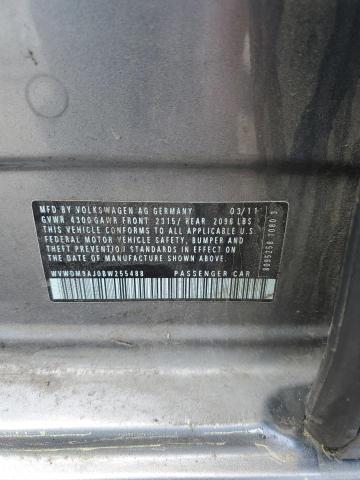 MFD BY VOLKSWAGEN AG GERMANY 03/11
GVWR 4300 GAWR FRONT 2315/ REAR 2096 LBS
THIS VEHICLE CONFORMS TO ALL APPLICABLE U.S.
FEDERAL MOTOR VEHICLE SAFETY, BUMPER AND
THEFT PREVENTION STANDARDS IN EFFECT ON THE
DATE OF MANUFACTURE SHOWN ABOVE.
WVWDM9AJ0BW255488 PASSENGER CAR
8095258 1080 S